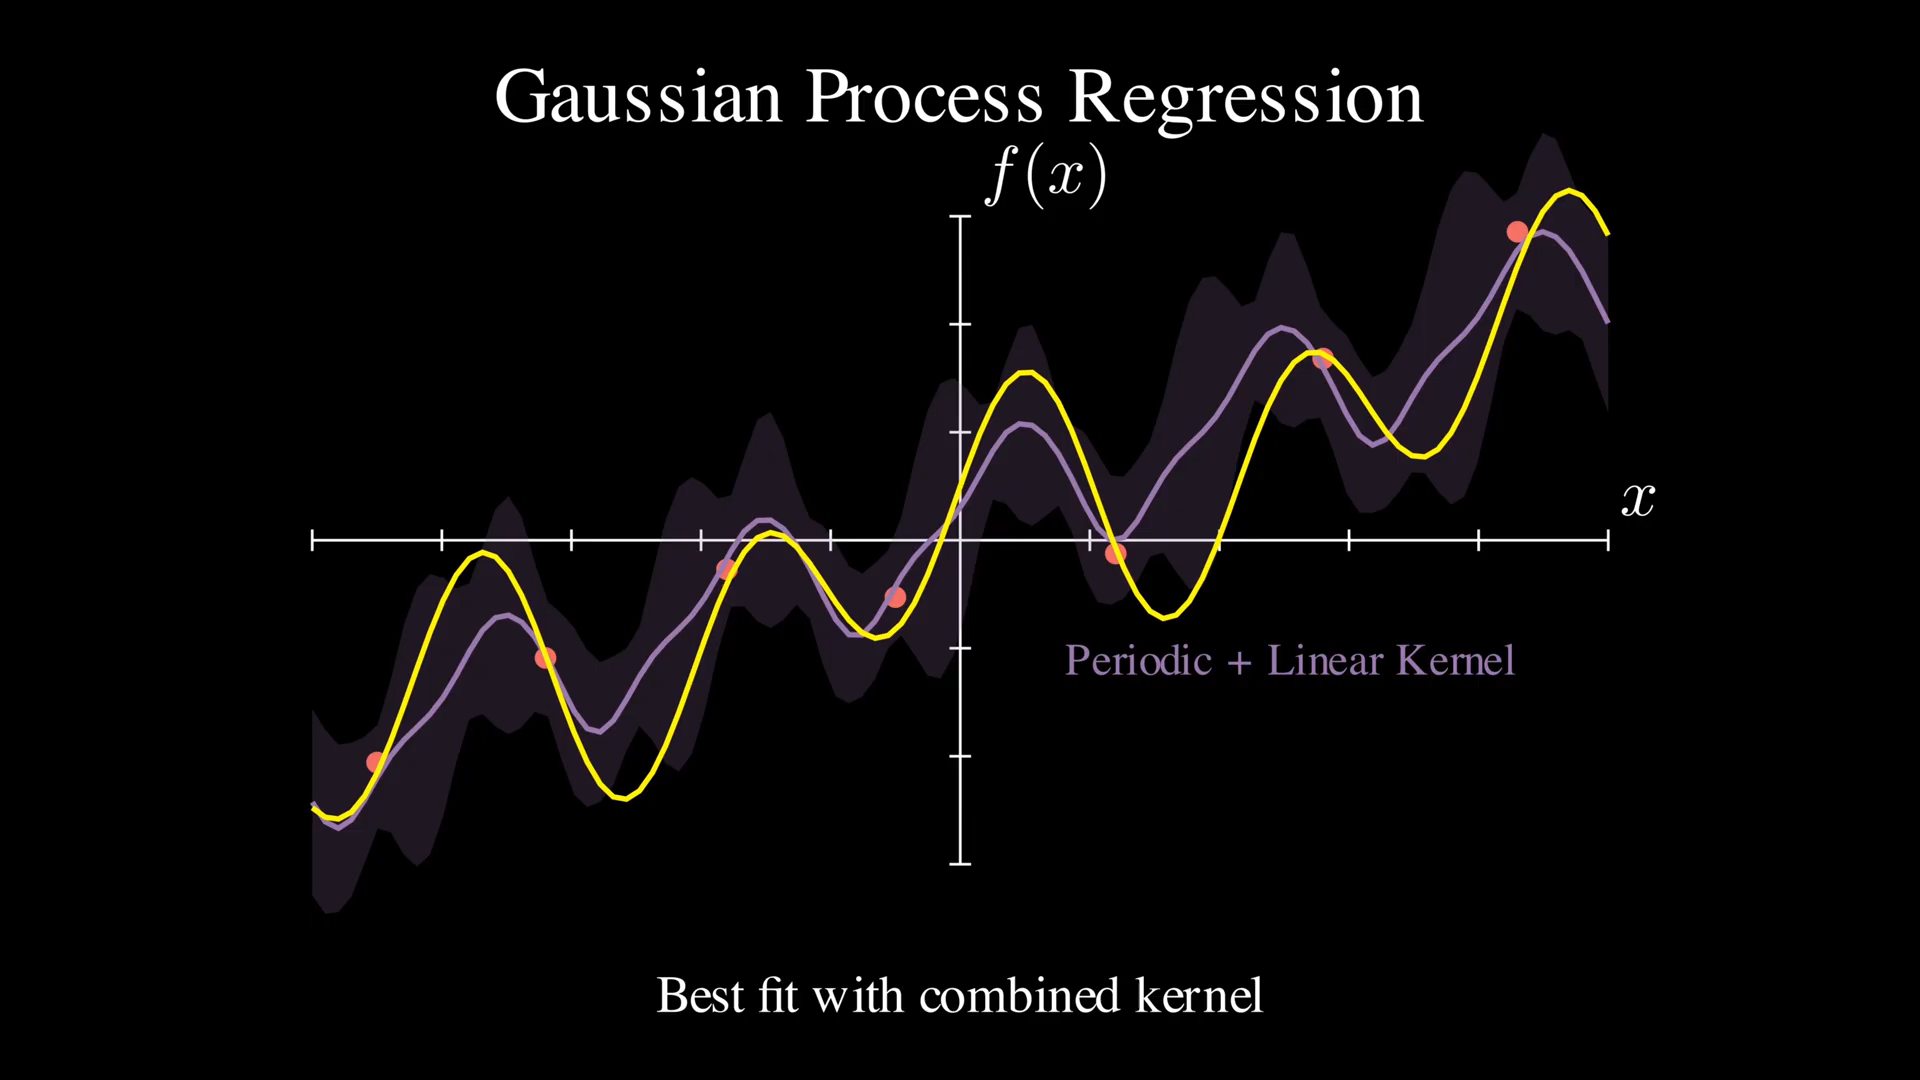 Gaussian Process Regression
f(x)
x
Periodic + Linear Kernel
Best fit with combined kernel